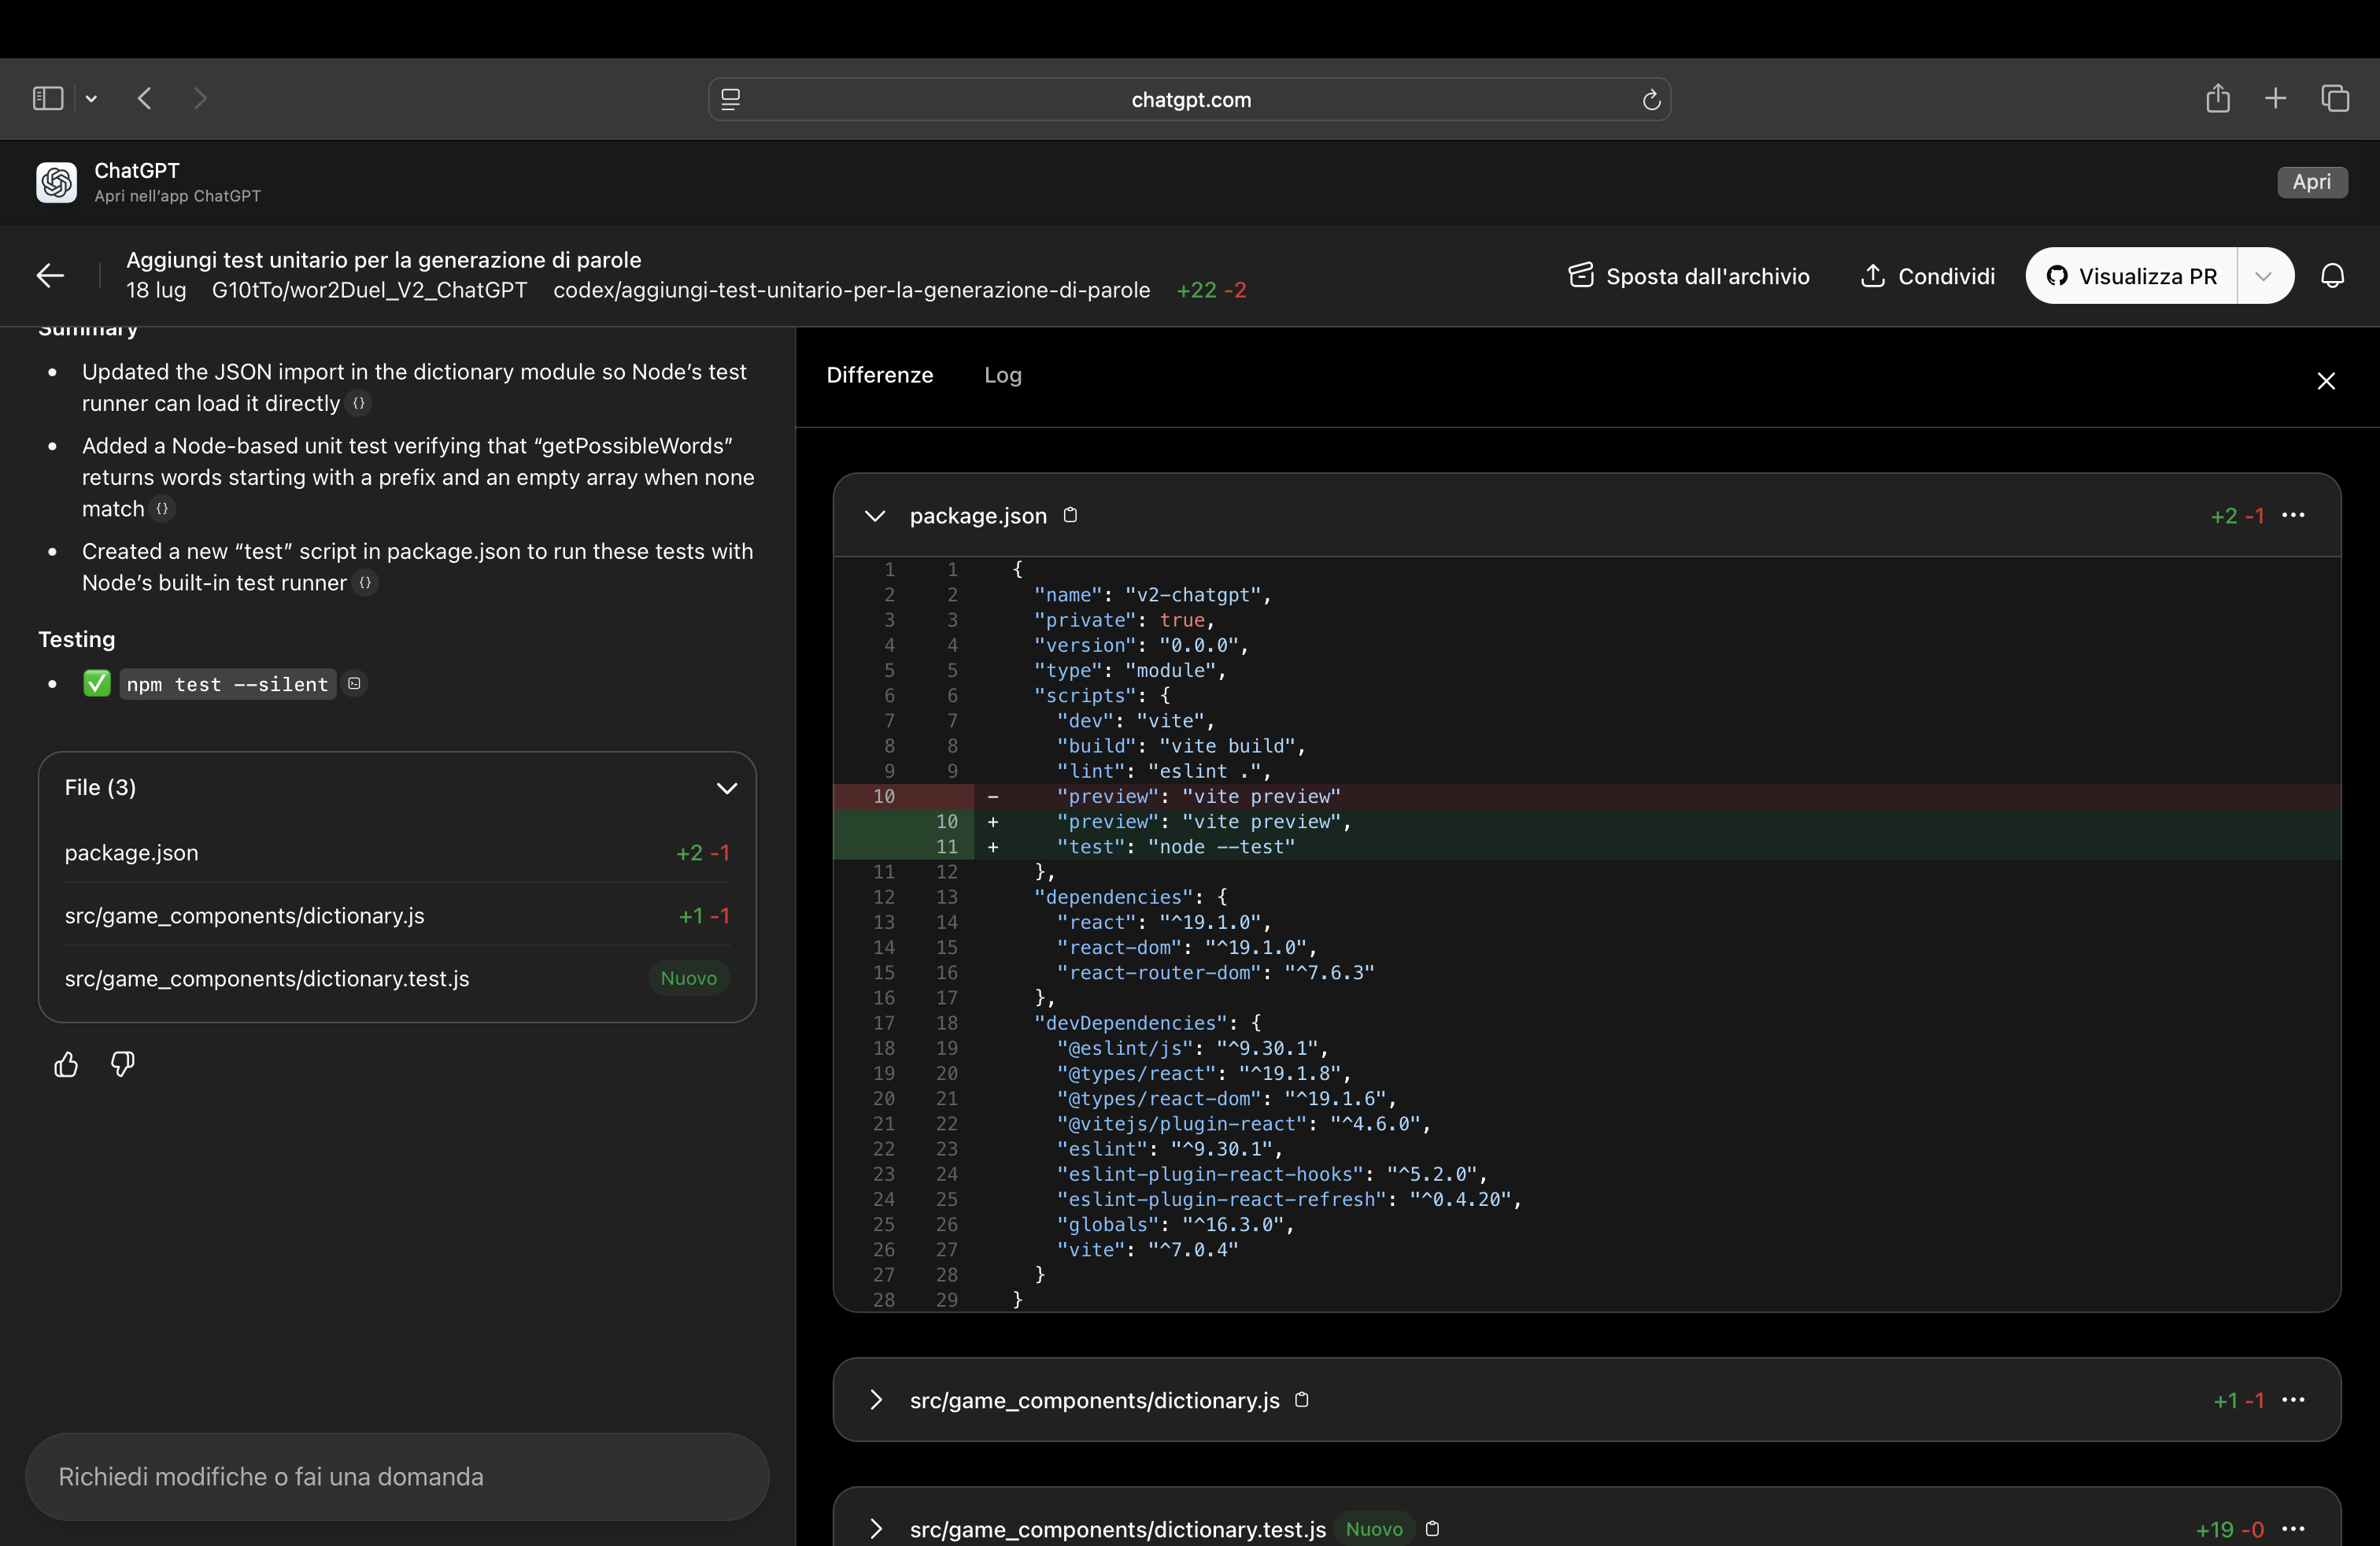 chatgpt.com
ChatGPT
Apri nell'app ChatGPT
Apri
Aggiungi test unitario per la generazione di parole
18 lug G10tTo/wor2Duel_V2_ChatGPT codex/aggiungi-test-unitario-per-la-generazione-di-parole +22 -2
Sposta dall'archivio
Condividi
Visualizza PR
Summary
• Updated the JSON import in the dictionary module so Node’s test
runner can load it directly {}
• Added a Node-based unit test verifying that “getPossibleWords”
returns words starting with a prefix and an empty array when none
match {}
• Created a new “test” script in package.json to run these tests with
Node’s built-in test runner {}
Testing
• ✅ npm test --silent
File (3)
package.json +2 -1
src/game_components/dictionary.js +1 -1
src/game_components/dictionary.test.js Nuovo
Richiedi modifiche o fai una domanda
Differenze Log
package.json +2 -1
1 1 {
2 2 "name": "v2-chatgpt",
3 3 "private": true,
4 4 "version": "0.0.0",
5 5 "type": "module",
6 6 "scripts": {
7 7 "dev": "vite",
8 8 "build": "vite build",
9 9 "lint": "eslint .",
10 - "preview": "vite preview"
10 + "preview": "vite preview",
11 + "test": "node --test"
11 12 },
12 13 "dependencies": {
13 14 "react": "^19.1.0",
14 15 "react-dom": "^19.1.0",
15 16 "react-router-dom": "^7.6.3"
16 17 },
17 18 "devDependencies": {
18 19 "@eslint/js": "^9.30.1",
19 20 "@types/react": "^19.1.8",
20 21 "@types/react-dom": "^19.1.6",
21 22 "@vitejs/plugin-react": "^4.6.0",
22 23 "eslint": "^9.30.1",
23 24 "eslint-plugin-react-hooks": "^5.2.0",
24 25 "eslint-plugin-react-refresh": "^0.4.20",
25 26 "globals": "^16.3.0",
26 27 "vite": "^7.0.4"
27 28 }
28 29 }
src/game_components/dictionary.js +1 -1
src/game_components/dictionary.test.js Nuovo +19 -0